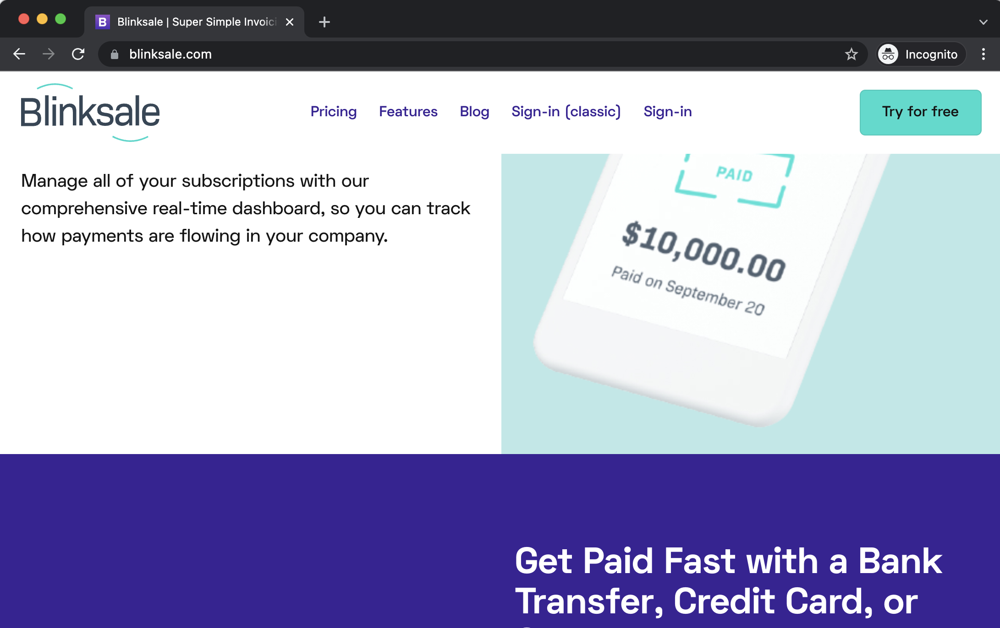 B Blinksale | Super Simple Invoici
blinksale.com
Incognito
Blinksale
Pricing Features Blog Sign-in (classic) Sign-in
Try for free
Manage all of your subscriptions with our
comprehensive real-time dashboard, so you can track
how payments are flowing in your company.
PAID
$10,000.00
Paid on September 20
Get Paid Fast with a Bank
Transfer, Credit Card, or